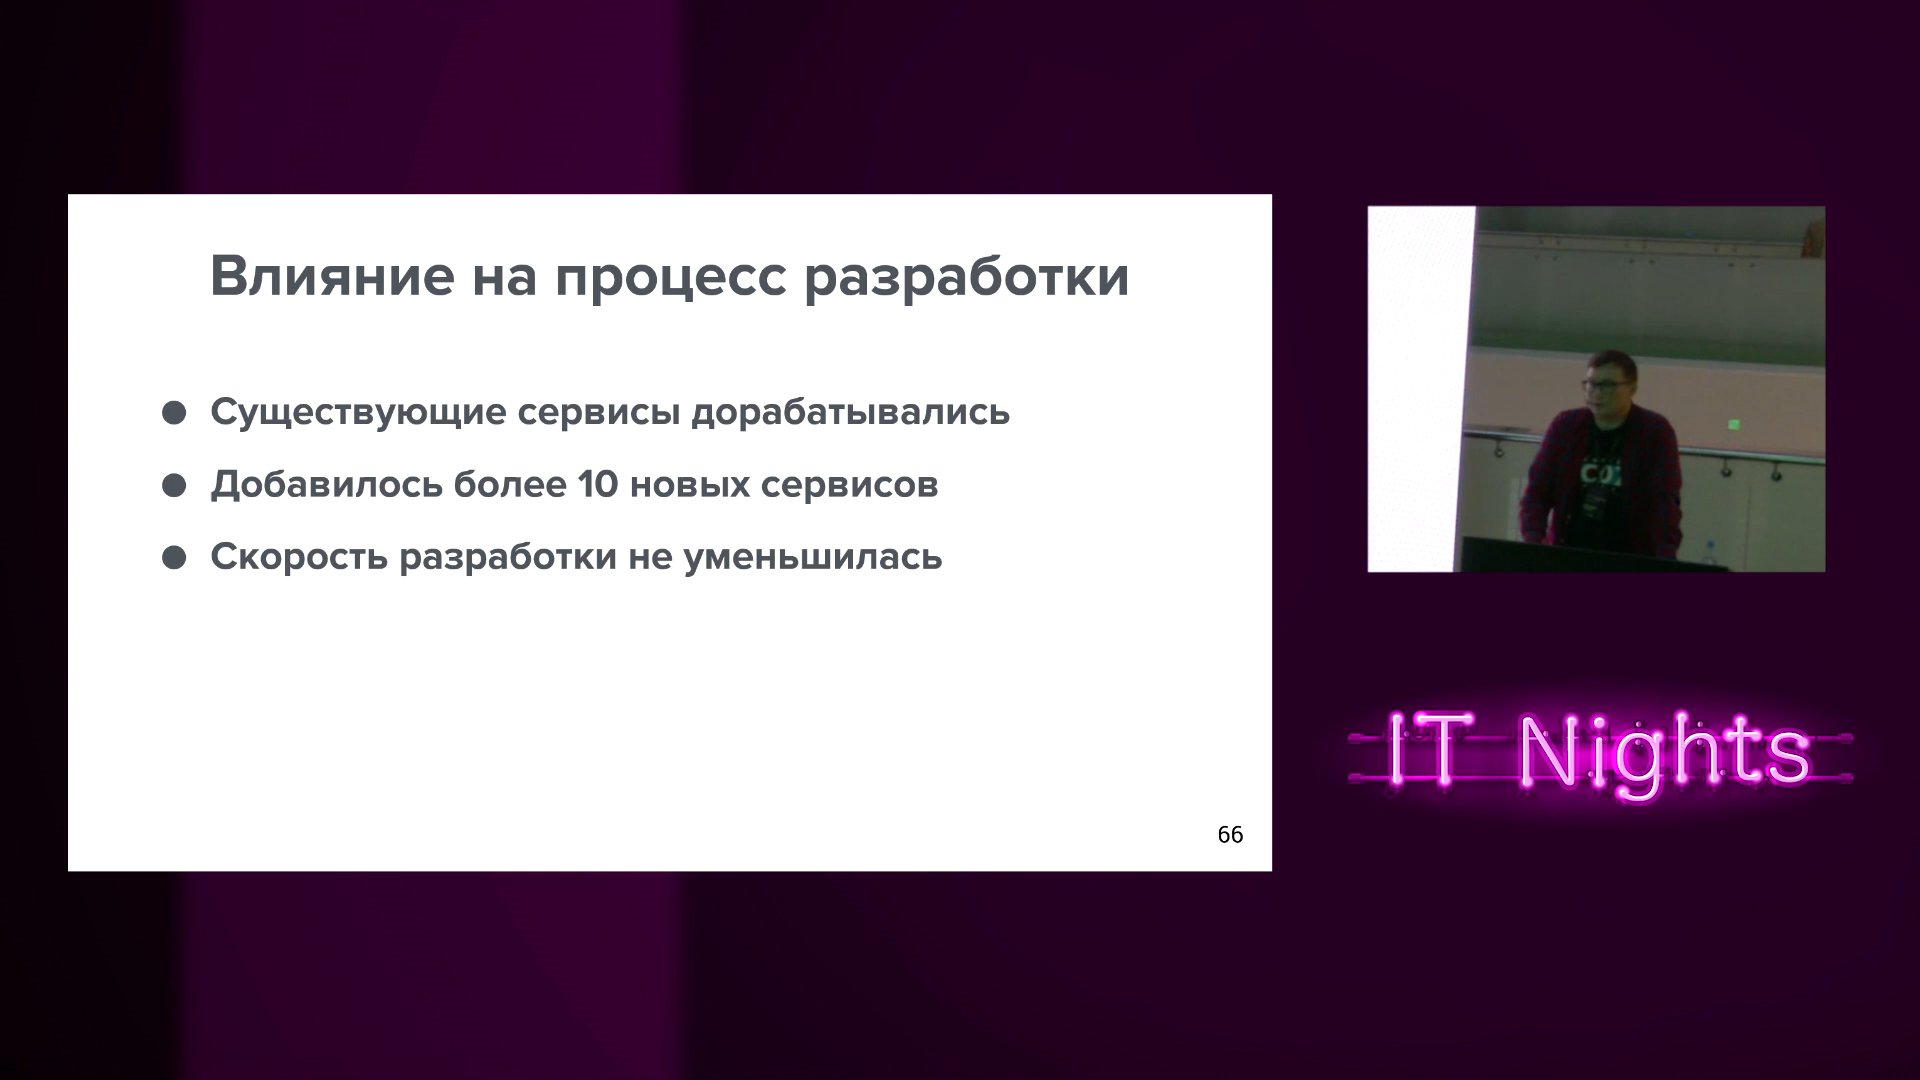 Влияние на процесс разработки
● Существующие сервисы дорабатывались
● Добавилось более 10 новых сервисов
● Скорость разработки не уменьшилась
66
IT Nights